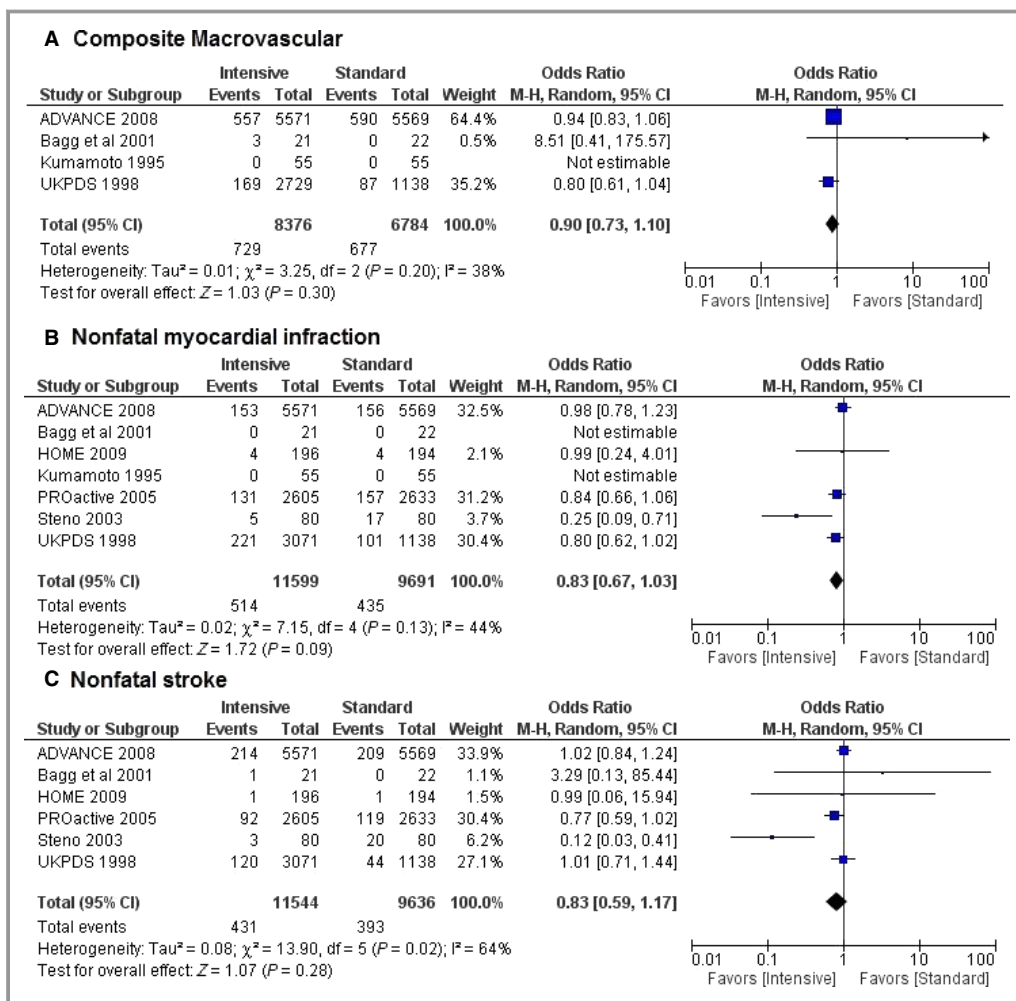 A Composite Macrovascular
Intensive Standard Odds Ratio Odds Ratio
Study or Subgroup Events Total Events Total Weight M-H, Random, 95% CI M-H, Random, 95% CI
ADVANCE 2008 557 5571 590 5569 64.4% 0.94 [0.83, 1.06]
Bagg et al 2001 3 21 0 22 0.5% 8.51 [0.41, 175.57]
Kumamoto 1995 0 55 0 55 Not estimable
UKPDS 1998 169 2729 87 1138 35.2% 0.80 [0.61, 1.04]
Total (95% CI) 8376 6784 100.0% 0.90 [0.73, 1.10]
Total events 729 677
Heterogeneity: Tau² = 0.01; χ² = 3.25, df = 2 (P = 0.20); I² = 38%
Test for overall effect: Z = 1.03 (P = 0.30)
0.01 0.1 1 10 100
Favors [Intensive] Favors [Standard]
B Nonfatal myocardial infraction
Intensive Standard Odds Ratio Odds Ratio
Study or Subgroup Events Total Events Total Weight M-H, Random, 95% CI M-H, Random, 95% CI
ADVANCE 2008 153 5571 156 5569 32.5% 0.98 [0.78, 1.23]
Bagg et al 2001 0 21 0 22 Not estimable
HOME 2009 4 196 4 194 2.1% 0.99 [0.24, 4.01]
Kumamoto 1995 0 55 0 55 Not estimable
PROactive 2005 131 2605 157 2633 31.2% 0.84 [0.66, 1.06]
Steno 2003 5 80 17 80 3.7% 0.25 [0.09, 0.71]
UKPDS 1998 221 3071 101 1138 30.4% 0.80 [0.62, 1.02]
Total (95% CI) 11599 9691 100.0% 0.83 [0.67, 1.03]
Total events 514 435
Heterogeneity: Tau² = 0.02; χ² = 7.15, df = 4 (P = 0.13); I² = 44%
Test for overall effect: Z = 1.72 (P = 0.09)
0.01 0.1 1 10 100
Favors [Intensive] Favors [Standard]
C Nonfatal stroke
Intensive Standard Odds Ratio Odds Ratio
Study or Subgroup Events Total Events Total Weight M-H, Random, 95% CI M-H, Random, 95% CI
ADVANCE 2008 214 5571 209 5569 33.9% 1.02 [0.84, 1.24]
Bagg et al 2001 1 21 0 22 1.1% 3.29 [0.13, 85.44]
HOME 2009 1 196 1 194 1.5% 0.99 [0.06, 15.94]
PROactive 2005 92 2605 119 2633 30.4% 0.77 [0.59, 1.02]
Steno 2003 3 80 20 80 6.2% 0.12 [0.03, 0.41]
UKPDS 1998 120 3071 44 1138 27.1% 1.01 [0.71, 1.44]
Total (95% CI) 11544 9636 100.0% 0.83 [0.59, 1.17]
Total events 431 393
Heterogeneity: Tau² = 0.08; χ² = 13.90, df = 5 (P = 0.02); I² = 64%
Test for overall effect: Z = 1.07 (P = 0.28)
0.01 0.1 1 10 100
Favors [Intensive] Favors [Standard]